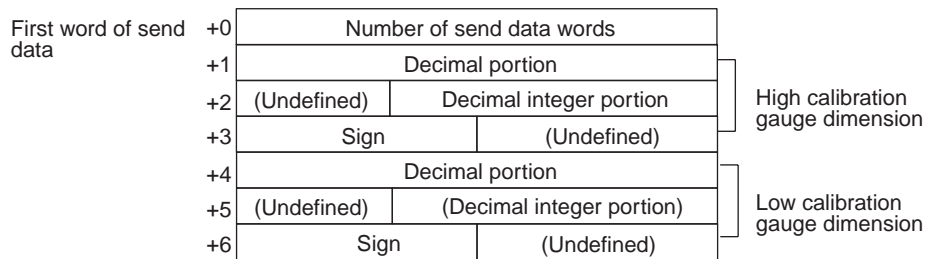 First word of send
data
+0 Number of send data words
+1 Decimal portion
+2 (Undefined) Decimal integer portion
+3 Sign (Undefined)
High calibration
gauge dimension
+4 Decimal portion
+5 (Undefined) (Decimal integer portion)
+6 Sign (Undefined)
Low calibration
gauge dimension